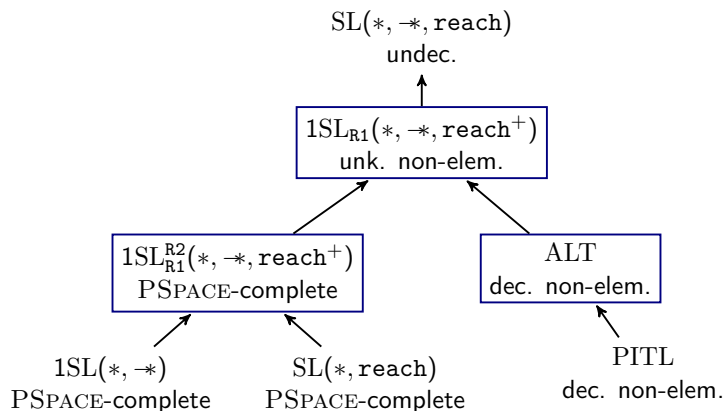 SL(∗, −∗, reach)
undec.
1SL_R1(∗, −∗, reach⁺)
unk. non-elem.
1SL^R2_R1(∗, −∗, reach⁺)
PSPACE-complete
ALT
dec. non-elem.
1SL(∗, −∗)
PSPACE-complete
SL(∗, reach)
PSPACE-complete
PITL
dec. non-elem.